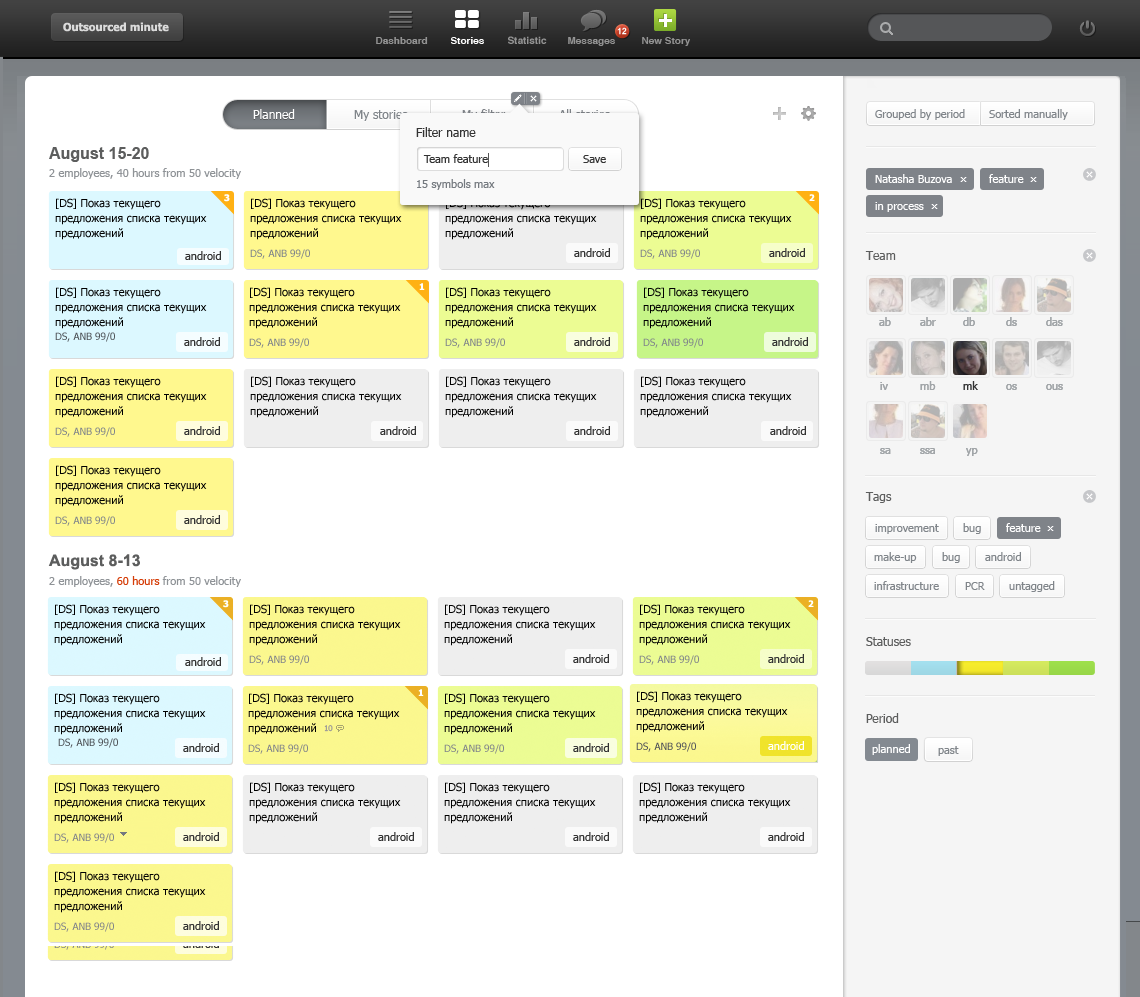 Outsourced minute
Dashboard
Stories
Statistic
Messages
12
New Story
Planned
My stories
My filter
All stories
Filter name
Team feature
Save
15 symbols max
August 15-20
2 employees, 40 hours from 50 velocity
[DS] Показ текущего
предложения списка текущих
предложений
3
android
[DS] Показ текущего
предложения списка текущих
предложений
DS, ANB 99/0
[DS] Показ текущего
предложения списка текущих
предложений
android
[DS] Показ текущего
предложения списка текущих
предложений
2
DS, ANB 99/0
android
[DS] Показ текущего
предложения списка текущих
предложений
DS, ANB 99/0
android
[DS] Показ текущего
предложения списка текущих
предложений
1
DS, ANB 99/0
android
[DS] Показ текущего
предложения списка текущих
предложений
DS, ANB 99/0
android
[DS] Показ текущего
предложения списка текущих
предложений
DS, ANB 99/0
android
[DS] Показ текущего
предложения списка текущих
предложений
DS, ANB 99/0
android
[DS] Показ текущего
предложения списка текущих
предложений
android
[DS] Показ текущего
предложения списка текущих
предложений
android
[DS] Показ текущего
предложения списка текущих
предложений
android
[DS] Показ текущего
предложения списка текущих
предложений
DS, ANB 99/0
android
August 8-13
2 employees, 60 hours from 50 velocity
[DS] Показ текущего
предложения списка текущих
предложений
3
android
[DS] Показ текущего
предложения списка текущих
предложений
DS, ANB 99/0
[DS] Показ текущего
предложения списка текущих
предложений
android
[DS] Показ текущего
предложения списка текущих
предложений
2
DS, ANB 99/0
android
[DS] Показ текущего
предложения списка текущих
предложений
DS, ANB 99/0
android
[DS] Показ текущего
предложения списка текущих
предложений 10
1
DS, ANB 99/0
android
[DS] Показ текущего
предложения списка текущих
предложений
DS, ANB 99/0
android
[DS] Показ текущего
предложения списка текущих
предложений
DS, ANB 99/0
android
[DS] Показ текущего
предложения списка текущих
предложений
DS, ANB 99/0
android
[DS] Показ текущего
предложения списка текущих
предложений
android
[DS] Показ текущего
предложения списка текущих
предложений
android
[DS] Показ текущего
предложения списка текущих
предложений
android
[DS] Показ текущего
предложения списка текущих
предложений
DS, ANB 99/0
android
DS, ANB 99/0
android
Grouped by period
Sorted manually
Natasha Buzova ×
feature ×
in process ×
Team
ab
abr
db
ds
das
iv
mb
mk
os
ous
sa
ssa
yp
Tags
improvement
bug
feature ×
make-up
bug
android
infrastructure
PCR
untagged
Statuses
Period
planned
past